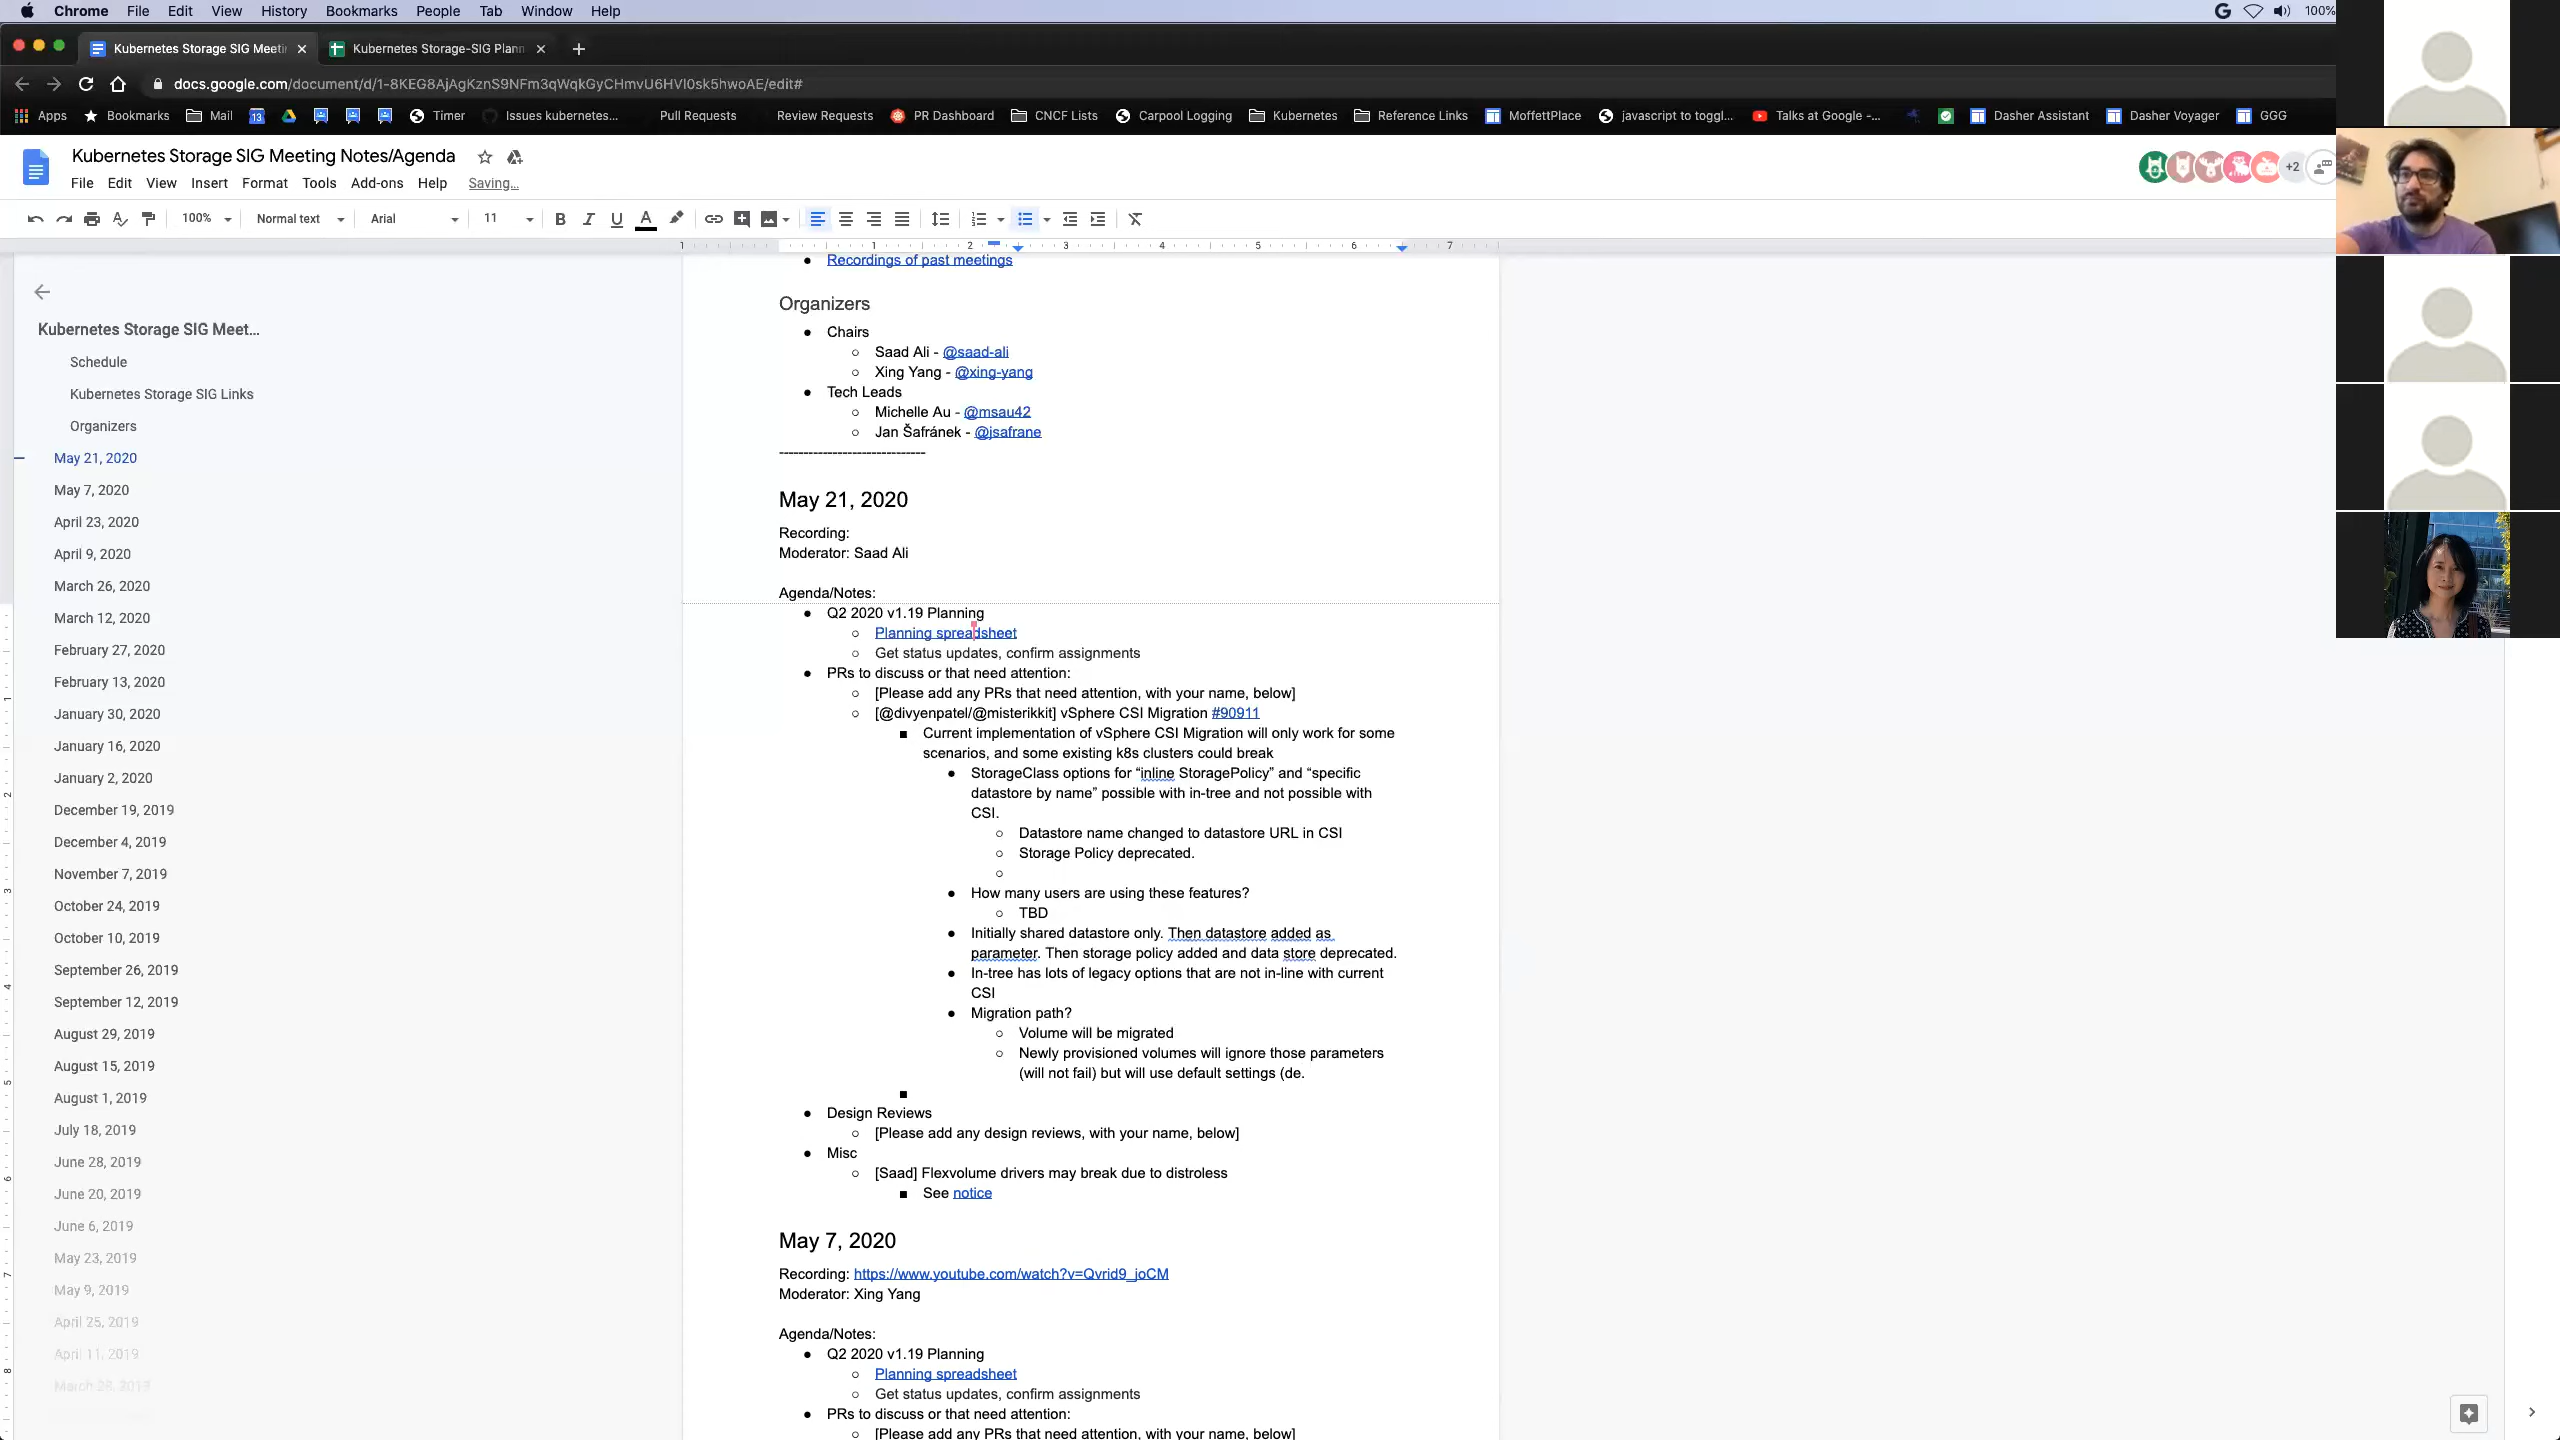 Chrome File Edit View History Bookmarks People Tab Window Help 100%
Kubernetes Storage SIG Meeti
Kubernetes Storage-SIG Plann
docs.google.com/document/d/1-8KEG8AjAgKznS9NFm3qWqkGyCHmvU6HVI0sk5hwoAE/edit#
Apps Bookmarks Mail 13 Timer Issues kubernetes... Pull Requests Review Requests PR Dashboard CNCF Lists Carpool Logging Kubernetes Reference Links MoffettPlace javascript to toggl... Talks at Google -... Dasher Assistant Dasher Voyager GGG
Kubernetes Storage SIG Meeting Notes/Agenda
+2
File Edit View Insert Format Tools Add-ons Help Saving...
100% Normal text Arial 11 B I U A
1 1 2 3 4 5 6 7
Kubernetes Storage SIG Meet...
Schedule
Kubernetes Storage SIG Links
Organizers
May 21, 2020
May 7, 2020
April 23, 2020
April 9, 2020
March 26, 2020
March 12, 2020
February 27, 2020
February 13, 2020
January 30, 2020
January 16, 2020
January 2, 2020
December 19, 2019
December 4, 2019
November 7, 2019
October 24, 2019
October 10, 2019
September 26, 2019
September 12, 2019
August 29, 2019
August 15, 2019
August 1, 2019
July 18, 2019
June 28, 2019
June 20, 2019
June 6, 2019
May 23, 2019
May 9, 2019
April 25, 2019
April 11, 2019
March 28, 2019
Recordings of past meetings
Organizers
● Chairs
○ Saad Ali - @saad-ali
○ Xing Yang - @xing-yang
● Tech Leads
○ Michelle Au - @msau42
○ Jan Šafránek - @jsafrane
------------------------------
May 21, 2020
Recording:
Moderator: Saad Ali
Agenda/Notes:
● Q2 2020 v1.19 Planning
○ Planning spreadsheet
○ Get status updates, confirm assignments
● PRs to discuss or that need attention:
○ [Please add any PRs that need attention, with your name, below]
○ [@divyenpatel/@misterikkit] vSphere CSI Migration #90911
■ Current implementation of vSphere CSI Migration will only work for some
scenarios, and some existing k8s clusters could break
● StorageClass options for “inline StoragePolicy” and “specific
datastore by name” possible with in-tree and not possible with
CSI.
○ Datastore name changed to datastore URL in CSI
○ Storage Policy deprecated.
○
● How many users are using these features?
○ TBD
● Initially shared datastore only. Then datastore added as
parameter. Then storage policy added and data store deprecated.
● In-tree has lots of legacy options that are not in-line with current
CSI
● Migration path?
○ Volume will be migrated
○ Newly provisioned volumes will ignore those parameters
(will not fail) but will use default settings (de.
■
● Design Reviews
○ [Please add any design reviews, with your name, below]
● Misc
○ [Saad] Flexvolume drivers may break due to distroless
■ See notice
May 7, 2020
Recording: https://www.youtube.com/watch?v=Qvrid9_joCM
Moderator: Xing Yang
Agenda/Notes:
● Q2 2020 v1.19 Planning
○ Planning spreadsheet
○ Get status updates, confirm assignments
● PRs to discuss or that need attention:
○ [Please add any PRs that need attention, with your name, below]